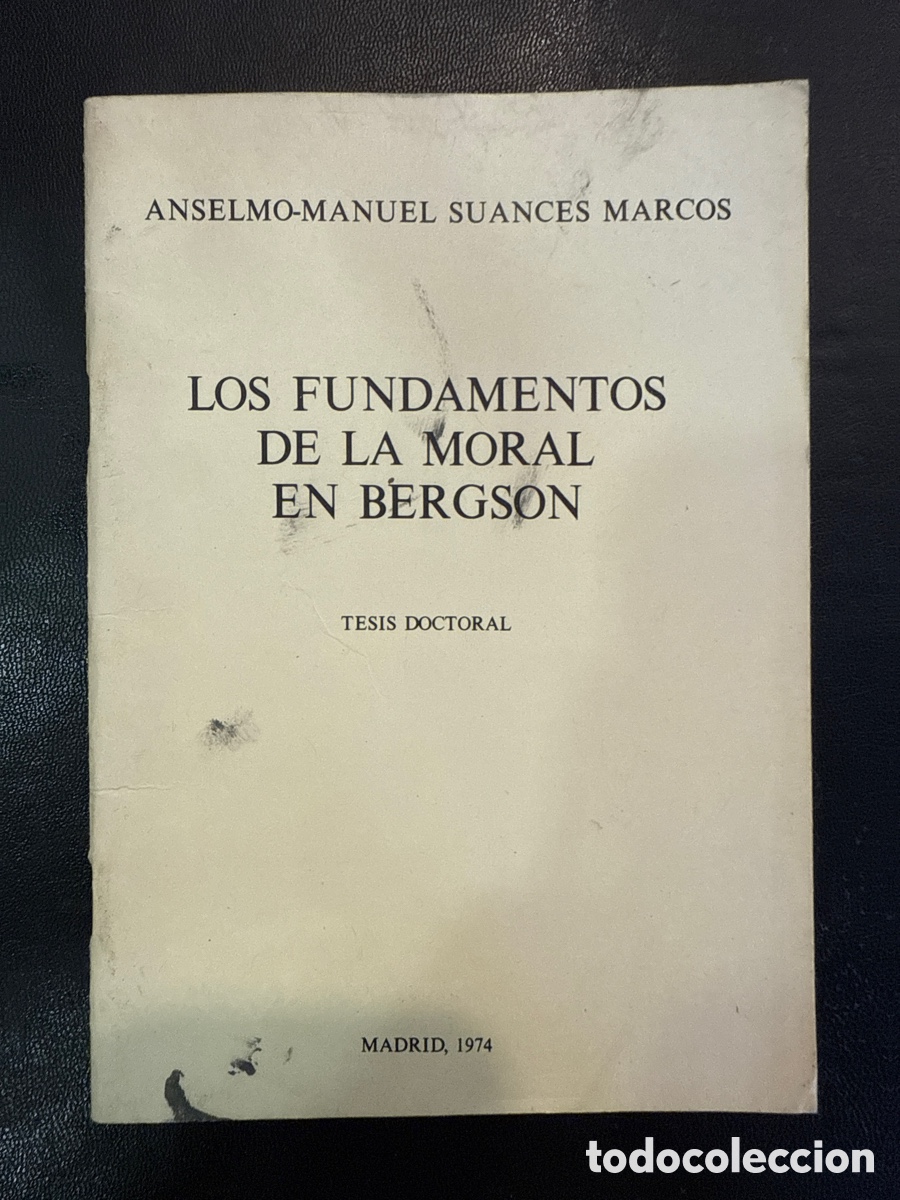 ANSELMO-MANUEL SUANCES MARCOS
LOS FUNDAMENTOS
DE LA MORAL
EN BERGSON
TESIS DOCTORAL
MADRID, 1974
todocoleccion